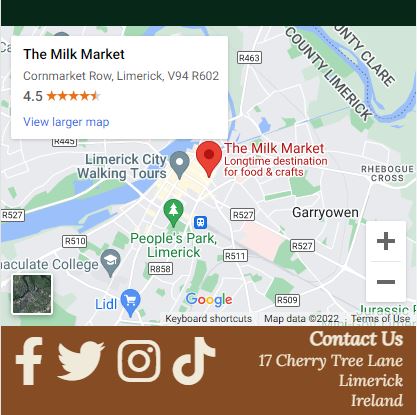 COUNTY CLARE
COUNTY LIMERICK
The Milk Market
Cornmarket Row, Limerick, V94 R602
4.5
View larger map
R463
R445
Limerick City
Walking Tours
The Milk Market
Longtime destination
for food & crafts
RHEBOGUE
CROSS
R527
R527
Garryowen
R527
R510
People's Park,
Limerick
R511
maculate College
R858
Lidl
Google
R509
Jurassic F
Keyboard shortcuts
Map data ©2022
Terms of Use
Contact Us
17 Cherry Tree Lane
Limerick
Ireland